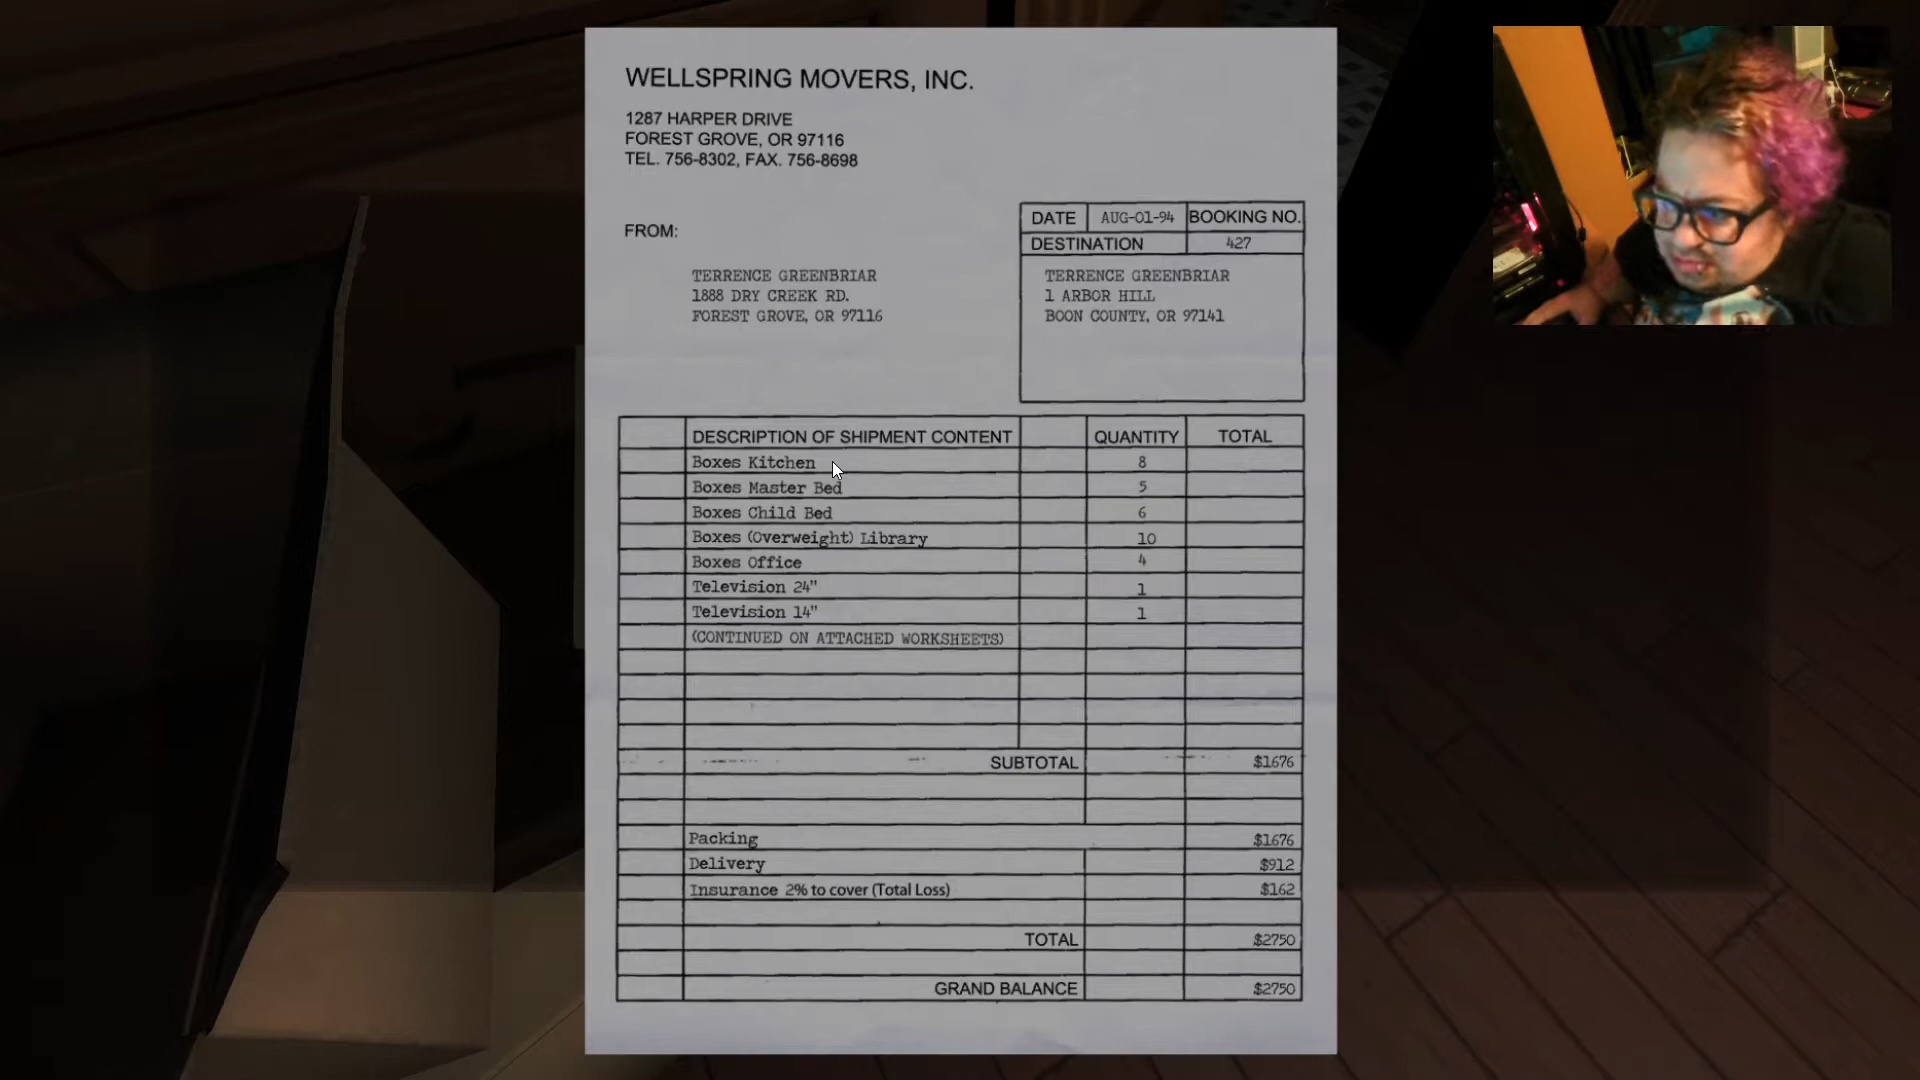 WELLSPRING MOVERS, INC.
1287 HARPER DRIVE
FOREST GROVE, OR 97116
TEL. 756-8302, FAX. 756-8698
FROM:
TERRENCE GREENBRIAR
1888 DRY CREEK RD.
FOREST GROVE, OR 97116
DATE AUG-01-94 BOOKING NO.
DESTINATION 427
TERRENCE GREENBRIAR
1 ARBOR HILL
BOON COUNTY, OR 97141
DESCRIPTION OF SHIPMENT CONTENT QUANTITY TOTAL
Boxes Kitchen 8
Boxes Master Bed 5
Boxes Child Bed 6
Boxes (Overweight) Library 10
Boxes Office 4
Television 24" 1
Television 14" 1
(CONTINUED ON ATTACHED WORKSHEETS)
SUBTOTAL $1676
Packing $1676
Delivery $912
Insurance 2% to cover (Total Loss) $162
TOTAL $2750
GRAND BALANCE $2750